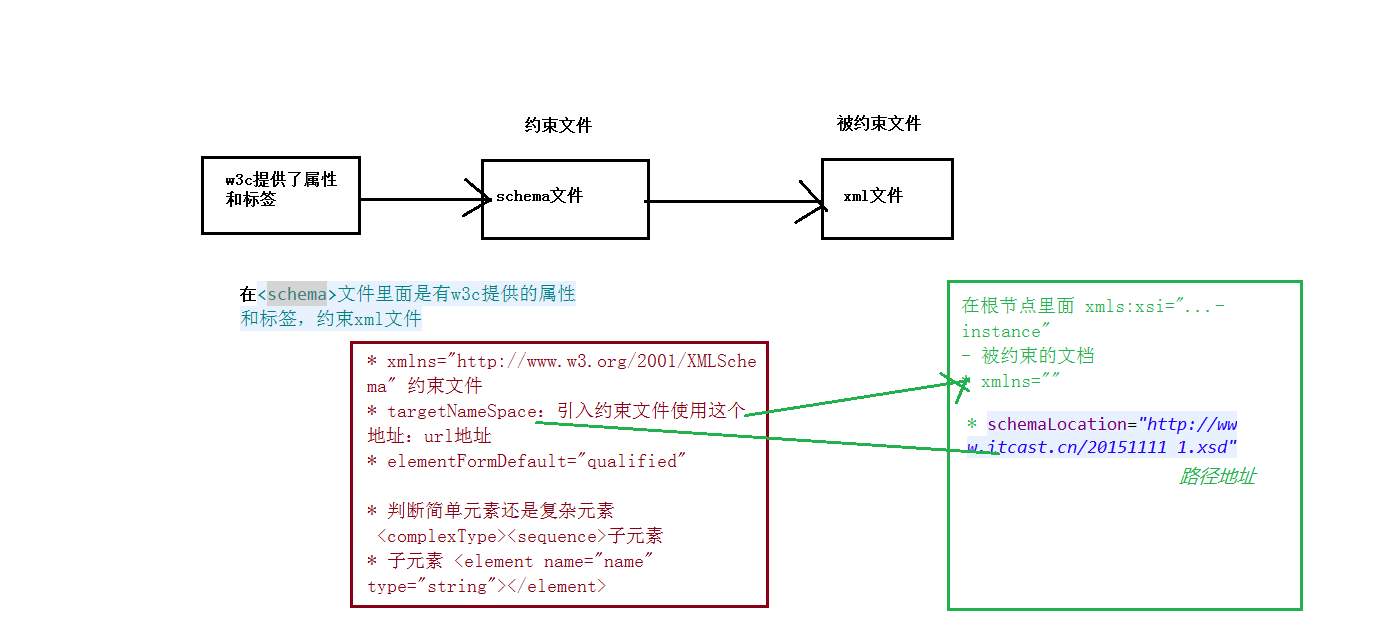 约束文件
被约束文件
w3c提供了属性
和标签
schema文件
xml文件
在<schema>文件里面是有w3c提供的属性
和标签，约束xml文件
* xmlns="http://www.w3.org/2001/XMLSche
ma" 约束文件
* targetNameSpace：引入约束文件使用这个
地址：url地址
* elementFormDefault="qualified"
* 判断简单元素还是复杂元素
<complexType><sequence>子元素
* 子元素 <element name="name"
type="string"></element>
在根节点里面 xmls:xsi="...-
instance"
- 被约束的文档
* xmlns=""
* schemaLocation="http://ww
w.itcast.cn/20151111 1.xsd"
路径地址